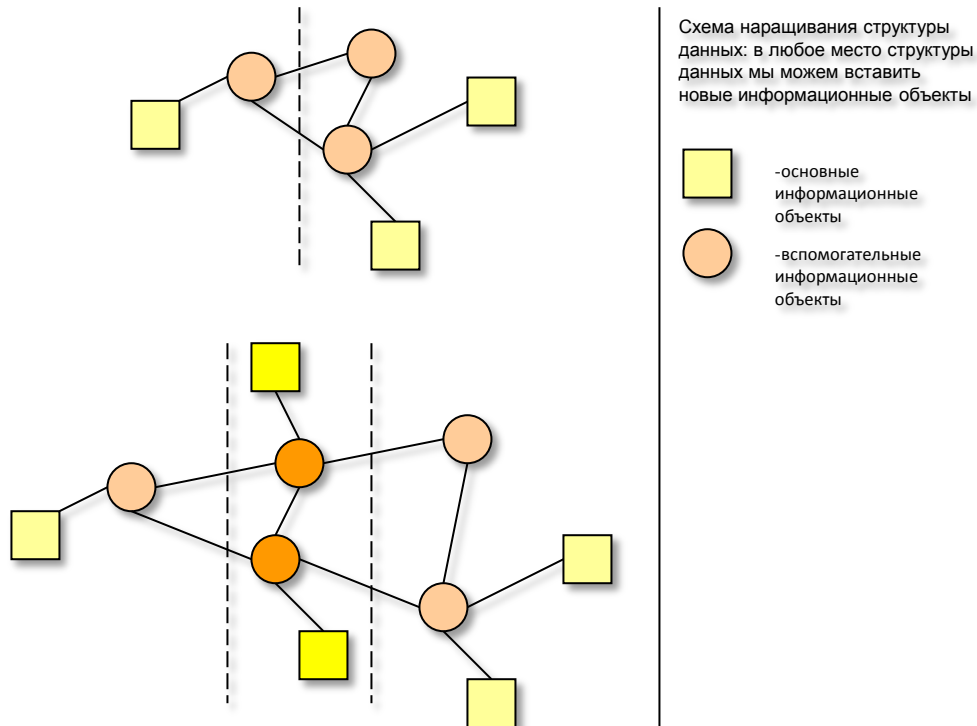 Схема наращивания структуры
данных: в любое место структуры
данных мы можем вставить
новые информационные объекты
-основные
информационные
объекты
-вспомогательные
информационные
объекты